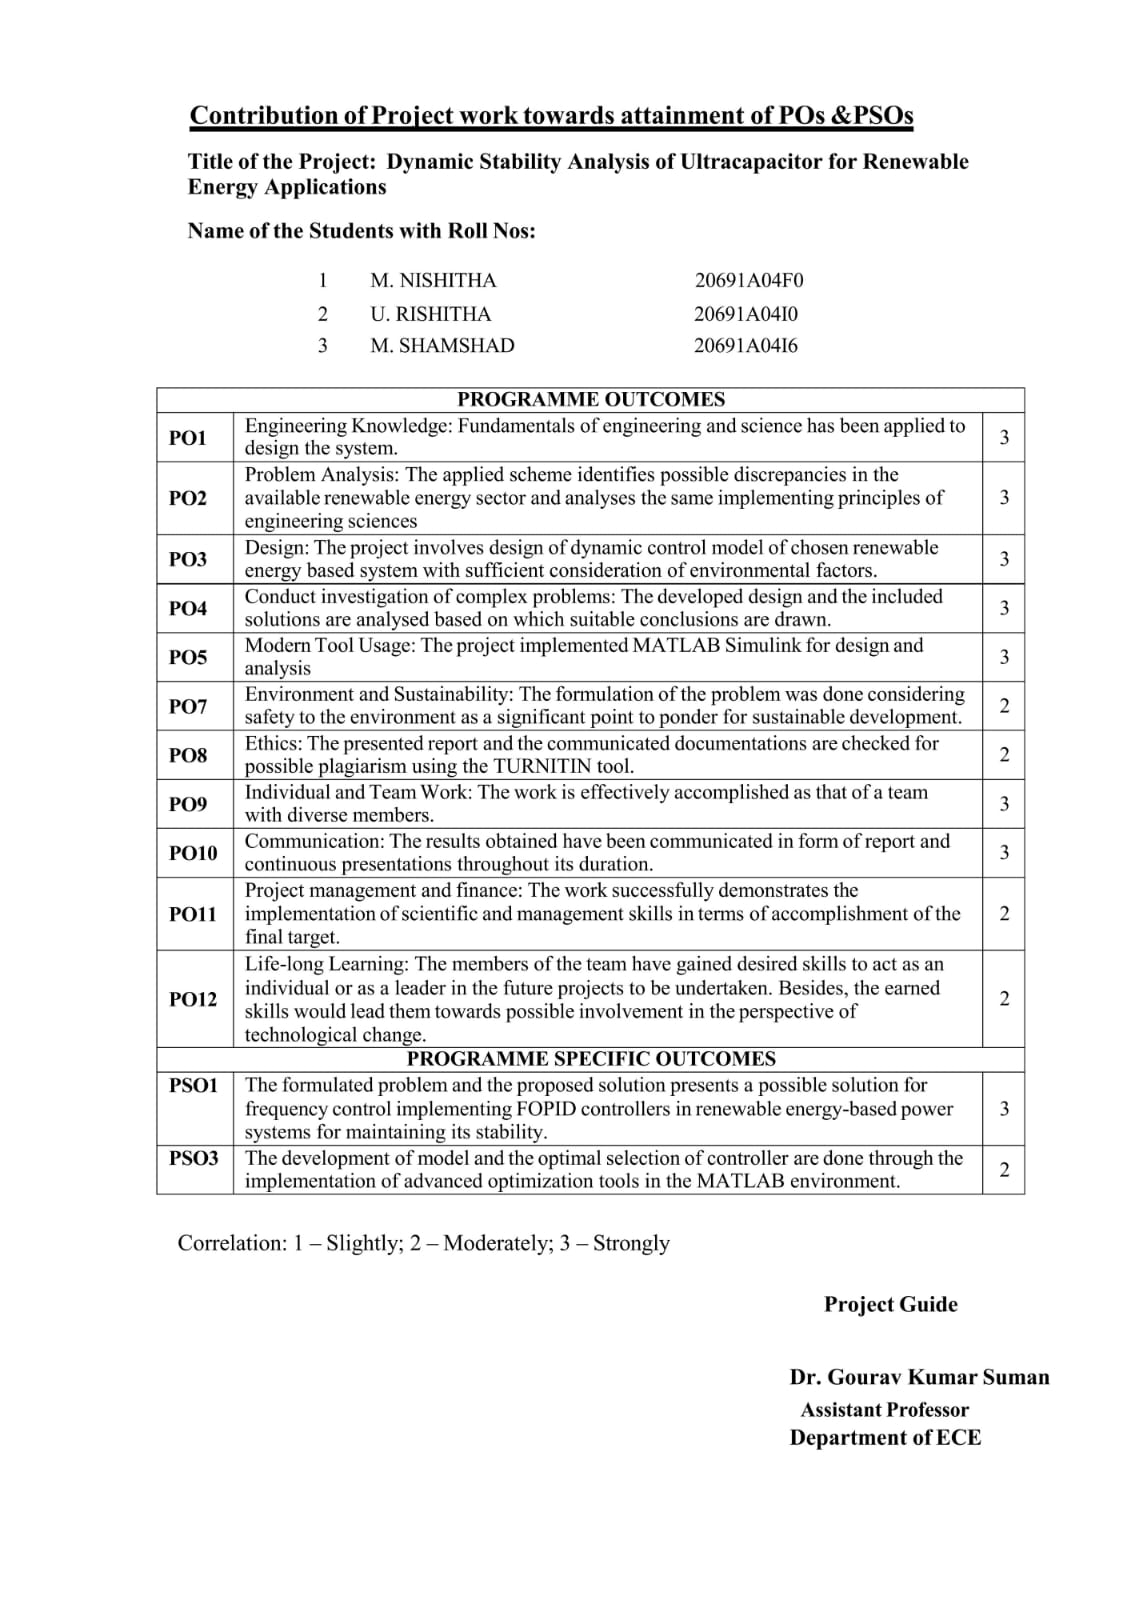 Contribution of Project work towards attainment of POs &PSOs
Title of the Project: Dynamic Stability Analysis of Ultracapacitor for Renewable
Energy Applications
Name of the Students with Roll Nos:
1 M. NISHITHA 20691A04F0
2 U. RISHITHA 20691A04I0
3 M. SHAMSHAD 20691A04I6
PROGRAMME OUTCOMES
PO1 Engineering Knowledge: Fundamentals of engineering and science has been applied to 3
design the system.
Problem Analysis: The applied scheme identifies possible discrepancies in the
PO2 available renewable energy sector and analyses the same implementing principles of 3
engineering sciences
PO3 Design: The project involves design of dynamic control model of chosen renewable 3
energy based system with sufficient consideration of environmental factors.
PO4 Conduct investigation of complex problems: The developed design and the included 3
solutions are analysed based on which suitable conclusions are drawn.
PO5 Modern Tool Usage: The project implemented MATLAB Simulink for design and 3
analysis
PO7 Environment and Sustainability: The formulation of the problem was done considering 2
safety to the environment as a significant point to ponder for sustainable development.
PO8 Ethics: The presented report and the communicated documentations are checked for 2
possible plagiarism using the TURNITIN tool.
PO9 Individual and Team Work: The work is effectively accomplished as that of a team 3
with diverse members.
PO10 Communication: The results obtained have been communicated in form of report and 3
continuous presentations throughout its duration.
Project management and finance: The work successfully demonstrates the
PO11 implementation of scientific and management skills in terms of accomplishment of the 2
final target.
Life-long Learning: The members of the team have gained desired skills to act as an
PO12 individual or as a leader in the future projects to be undertaken. Besides, the earned 2
skills would lead them towards possible involvement in the perspective of
technological change.
PROGRAMME SPECIFIC OUTCOMES
PSO1 The formulated problem and the proposed solution presents a possible solution for
frequency control implementing FOPID controllers in renewable energy-based power 3
systems for maintaining its stability.
PSO3 The development of model and the optimal selection of controller are done through the 2
implementation of advanced optimization tools in the MATLAB environment.
Correlation: 1 – Slightly; 2 – Moderately; 3 – Strongly
Project Guide
Dr. Gourav Kumar Suman
Assistant Professor
Department of ECE